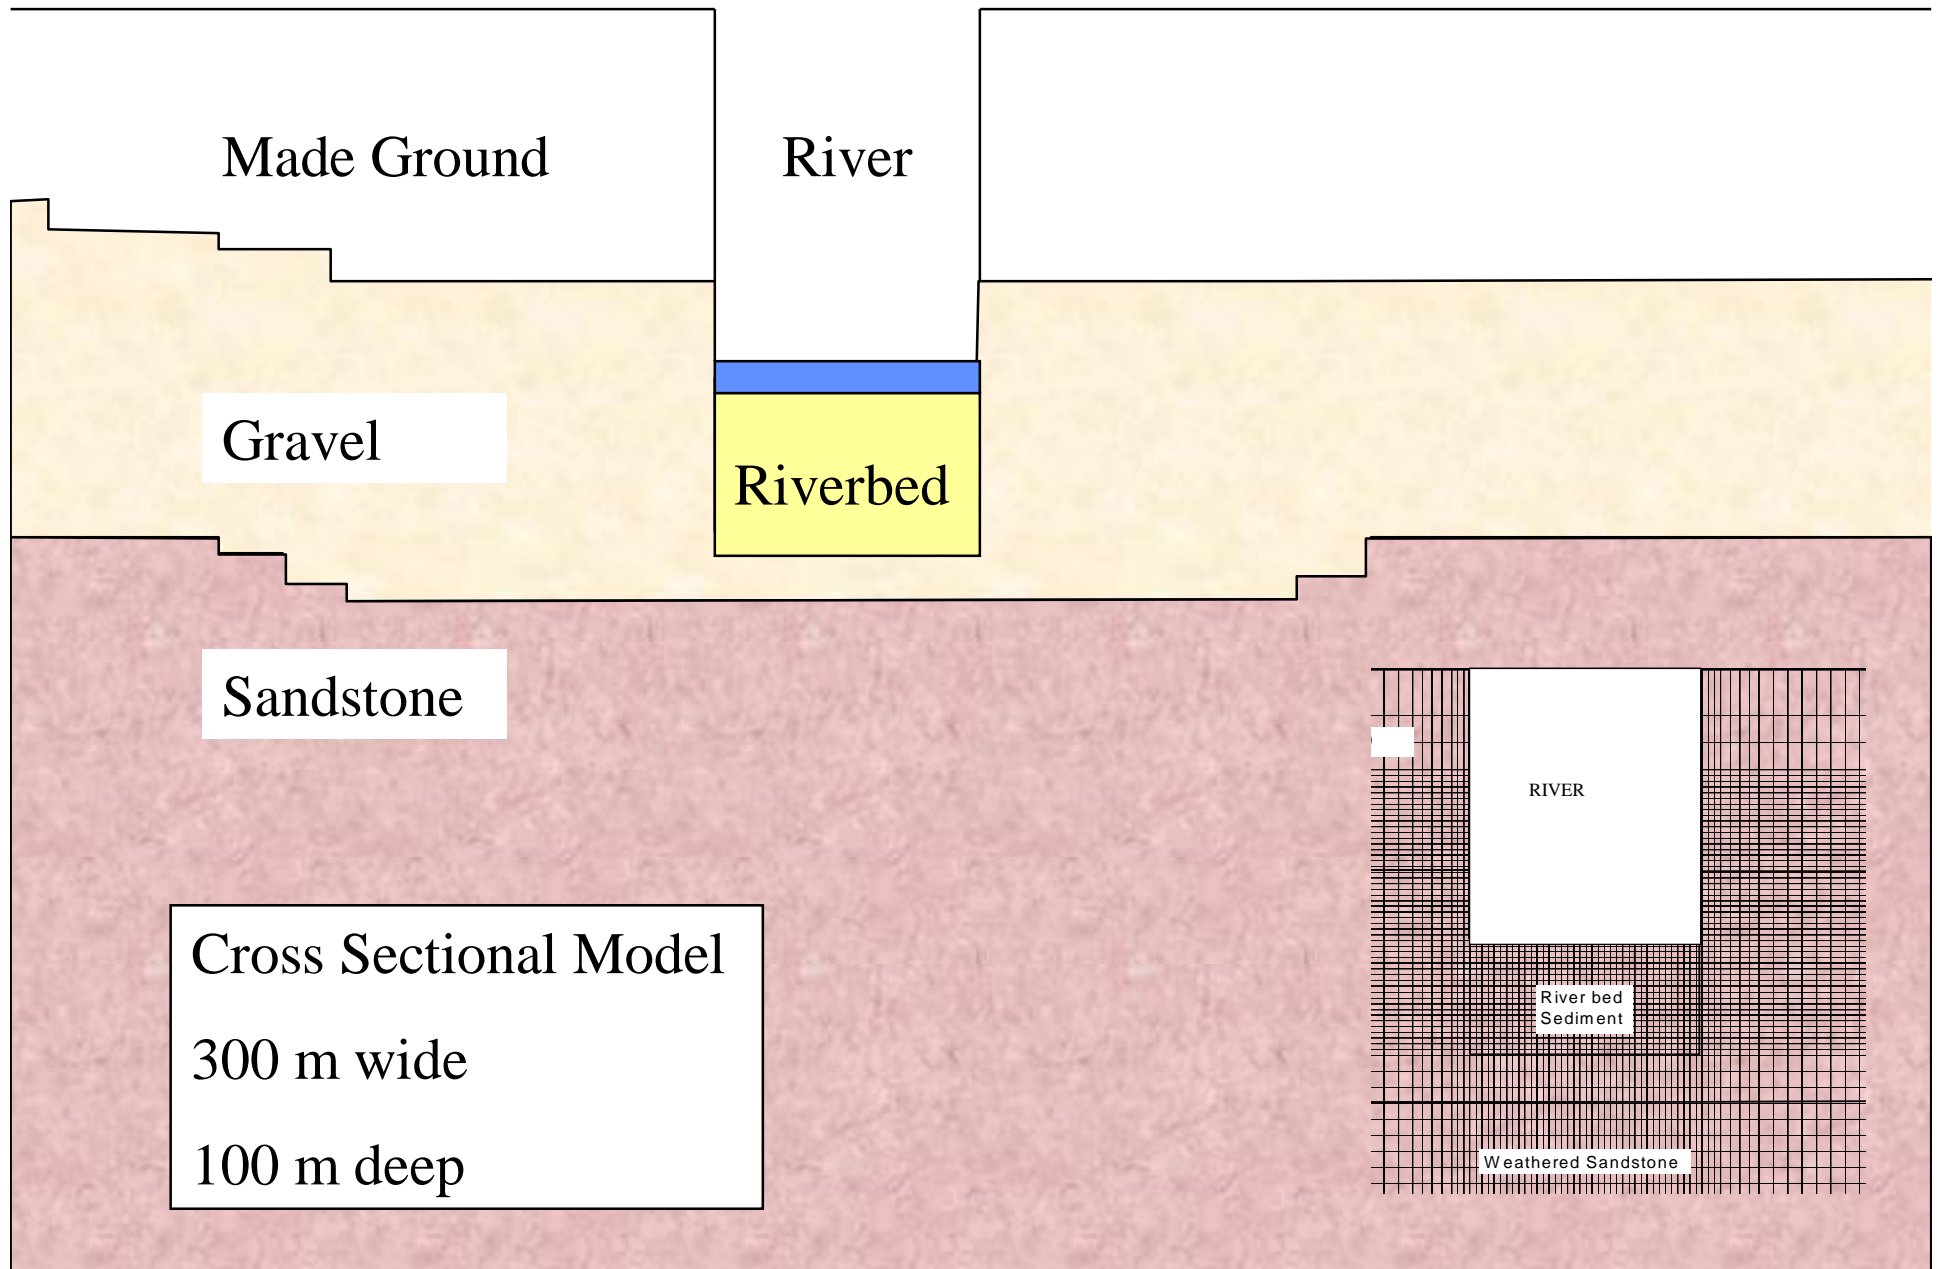 Made Ground
River
Gravel
Riverbed
Sandstone
RIVER
River bed
Sediment
Weathered Sandstone
Cross Sectional Model
300 m wide
100 m deep